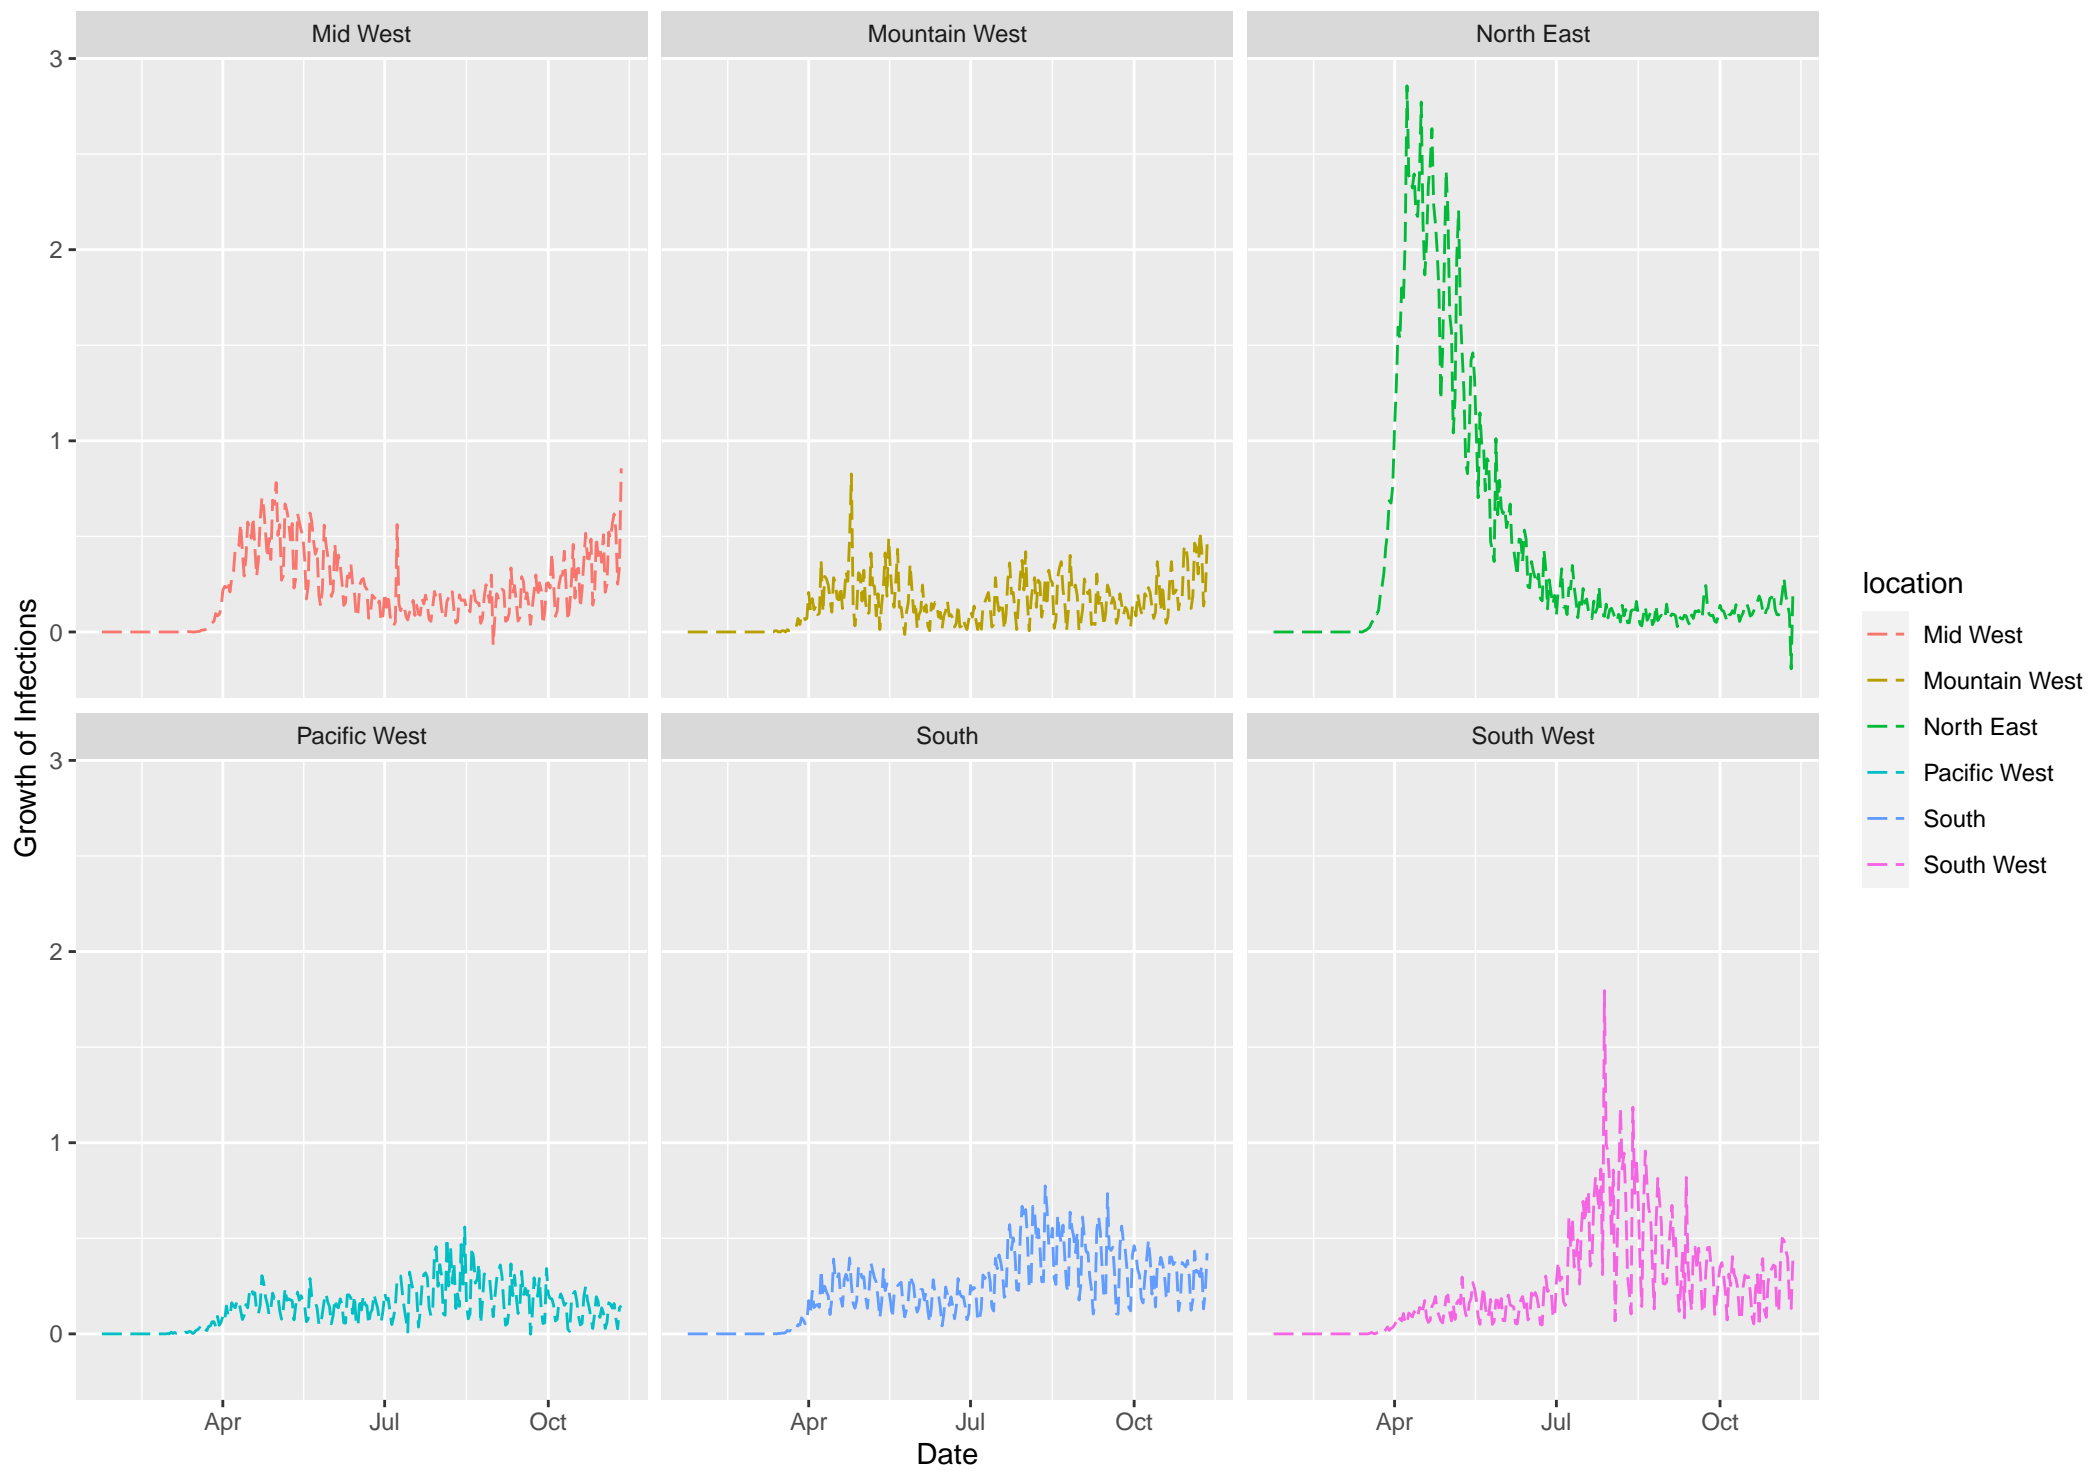 Mid West
Mountain West
North East
3
2
1
0
Pacific West
South
South West
3
2
1
0
Apr
Jul
Oct
Apr
Jul
Oct
Apr
Jul
Oct
Date
Growth of Infections
location
Mid West
Mountain West
North East
Pacific West
South
South West